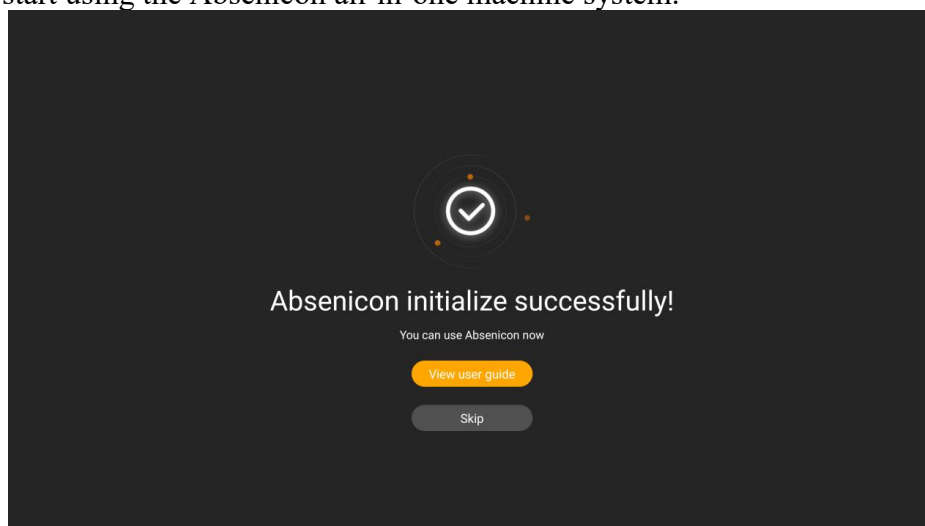 start using the Absenicon all-in-one machine system.
Absenicon initialize successfully!
You can use Absenicon now
View user guide
Skip